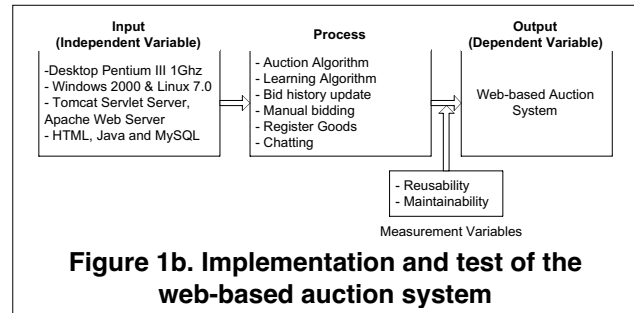 Input
(Independent Variable)
-Desktop Pentium III 1Ghz
- Windows 2000 & Linux 7.0
- Tomcat Servlet Server,
Apache Web Server
- HTML, Java and MySQL
Process
- Auction Algorithm
- Learning Algorithm
- Bid history update
- Manual bidding
- Register Goods
- Chatting
Output
(Dependent Variable)
Web-based Auction
System
- Reusability
- Maintainability
Measurement Variables
Figure 1b. Implementation and test of the
web-based auction system